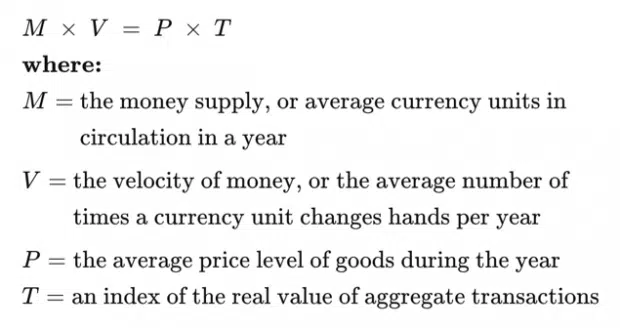 M × V = P × T
where:
M = the money supply, or average currency units in
circulation in a year
V = the velocity of money, or the average number of
times a currency unit changes hands per year
P = the average price level of goods during the year
T = an index of the real value of aggregate transactions